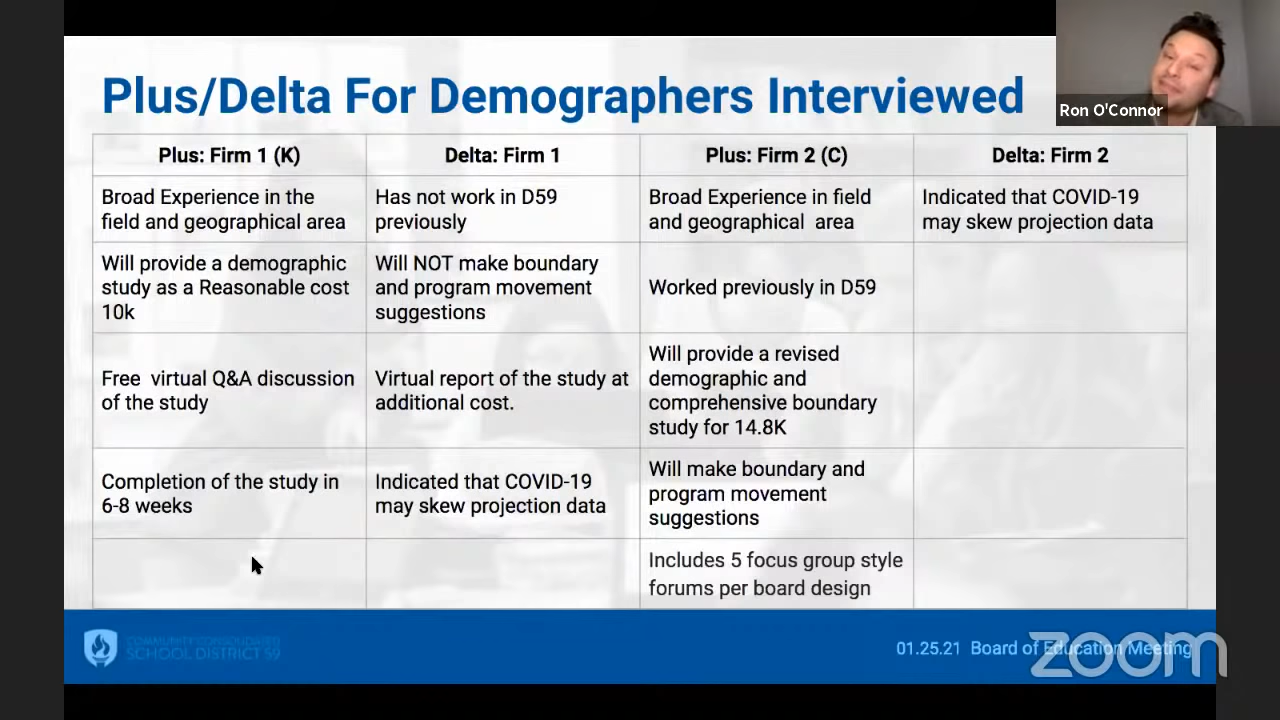 Plus/Delta For Demographers Interviewed
Ron O'Connor
Plus: Firm 1 (K)
Delta: Firm 1
Plus: Firm 2 (C)
Delta: Firm 2
Broad Experience in the
field and geographical area
Has not work in D59
previously
Broad Experience in field
and geographical area
Indicated that COVID-19
may skew projection data
Will provide a demographic
study as a Reasonable cost
10k
Will NOT make boundary
and program movement
suggestions
Worked previously in D59
Free virtual Q&A discussion
of the study
Virtual report of the study at
additional cost.
Will provide a revised
demographic and
comprehensive boundary
study for 14.8K
Completion of the study in
6-8 weeks
Indicated that COVID-19
may skew projection data
Will make boundary and
program movement
suggestions
Includes 5 focus group style
forums per board design
COMMUNITY CONSOLIDATED
SCHOOL DISTRICT 59
01.25.21 Board of Education Meeting
zoom